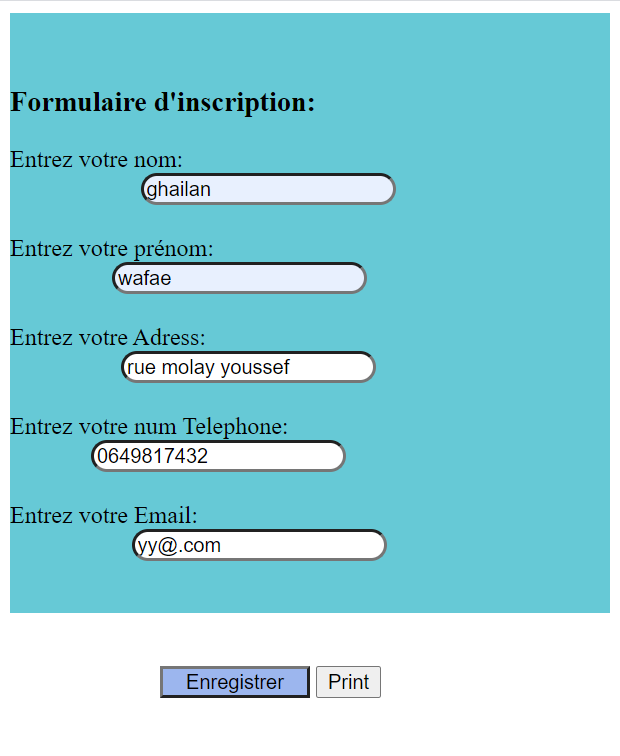 Formulaire d'inscription:
Entrez votre nom:
ghailan
Entrez votre prénom:
wafae
Entrez votre Adress:
rue molay youssef
Entrez votre num Telephone:
0649817432
Entrez votre Email:
yy@.com
Enregistrer Print